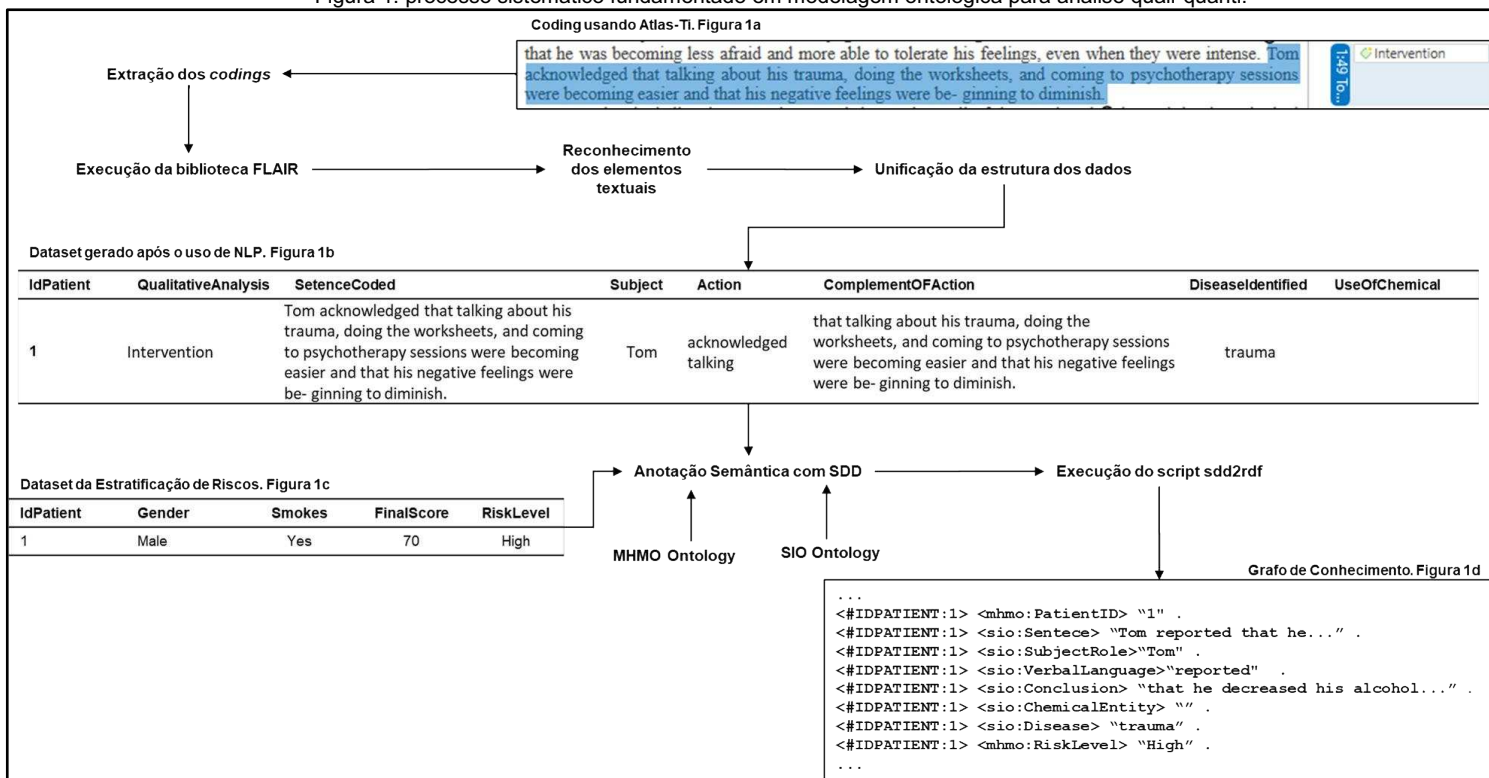 Figura 1: processo sistemático fundamentado em modelagem ontológica para análise quali-quanti.
Coding usando Atlas-Ti. Figura 1a
that he was becoming less afraid and more able to tolerate his feelings, even when they were intense. Tom
acknowledged that talking about his trauma, doing the worksheets, and coming to psychotherapy sessions
were becoming easier and that his negative feelings were be- ginning to diminish.
1:49 To...
Intervention
Extração dos codings
Execução da biblioteca FLAIR
Reconhecimento
dos elementos
textuais
Unificação da estrutura dos dados
Dataset gerado após o uso de NLP. Figura 1b
IdPatient QualitativeAnalysis SetenceCoded Subject Action ComplementOFAction DiseaseIdentified UseOfChemical
1
Intervention
Tom acknowledged that talking about his
trauma, doing the worksheets, and coming
to psychotherapy sessions were becoming
easier and that his negative feelings were
be- ginning to diminish.
Tom
acknowledged
talking
that talking about his trauma, doing the
worksheets, and coming to psychotherapy sessions
were becoming easier and that his negative feelings
were be- ginning to diminish.
trauma
Anotação Semântica com SDD
Execução do script sdd2rdf
Dataset da Estratificação de Riscos. Figura 1c
IdPatient Gender Smokes FinalScore RiskLevel
1 Male Yes 70 High
MHMO Ontology
SIO Ontology
Grafo de Conhecimento. Figura 1d
...
<#IDPATIENT:1> <mhmo:PatientID> “1" .
<#IDPATIENT:1> <sio:Sentece> “Tom reported that he...” .
<#IDPATIENT:1> <sio:SubjectRole>“Tom" .
<#IDPATIENT:1> <sio:VerbalLanguage>“reported" .
<#IDPATIENT:1> <sio:Conclusion> “that he decreased his alcohol...” .
<#IDPATIENT:1> <sio:ChemicalEntity> “” .
<#IDPATIENT:1> <sio:Disease> “trauma” .
<#IDPATIENT:1> <mhmo:RiskLevel> “High” .
...